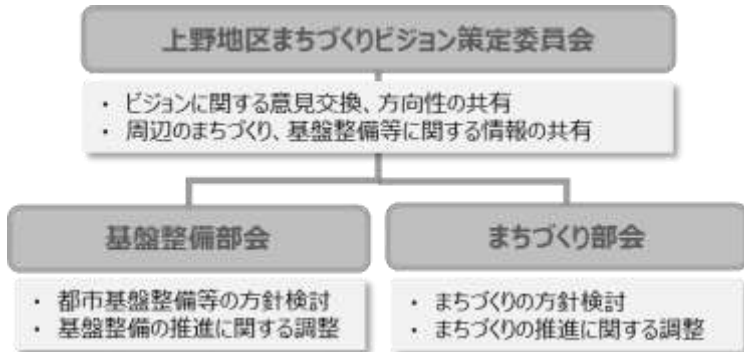 上野地区まちづくりビジョン策定委員会
・ ビジョンに関する意見交換、方向性の共有
・ 周辺のまちづくり、基盤整備等に関する情報の共有
基盤整備部会
・ 都市基盤整備等の方針検討
・ 基盤整備の推進に関する調整
まちづくり部会
・ まちづくりの方針検討
・ まちづくりの推進に関する調整